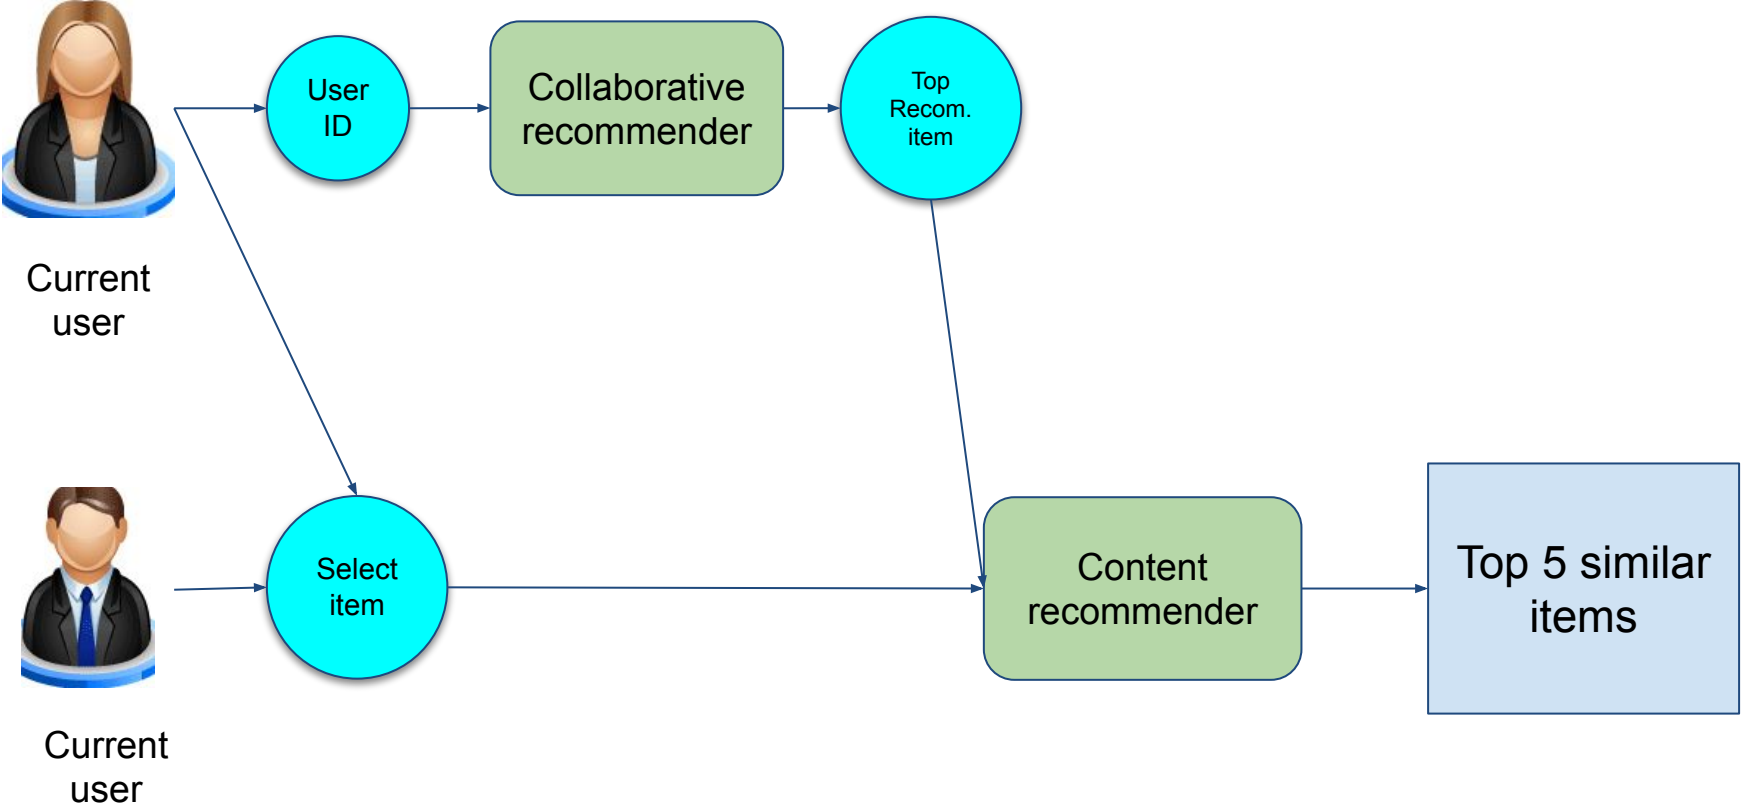 User
ID
Collaborative
recommender
Top
Recom.
item
Current
user
Select
item
Content
recommender
Top 5 similar
items
Current
user